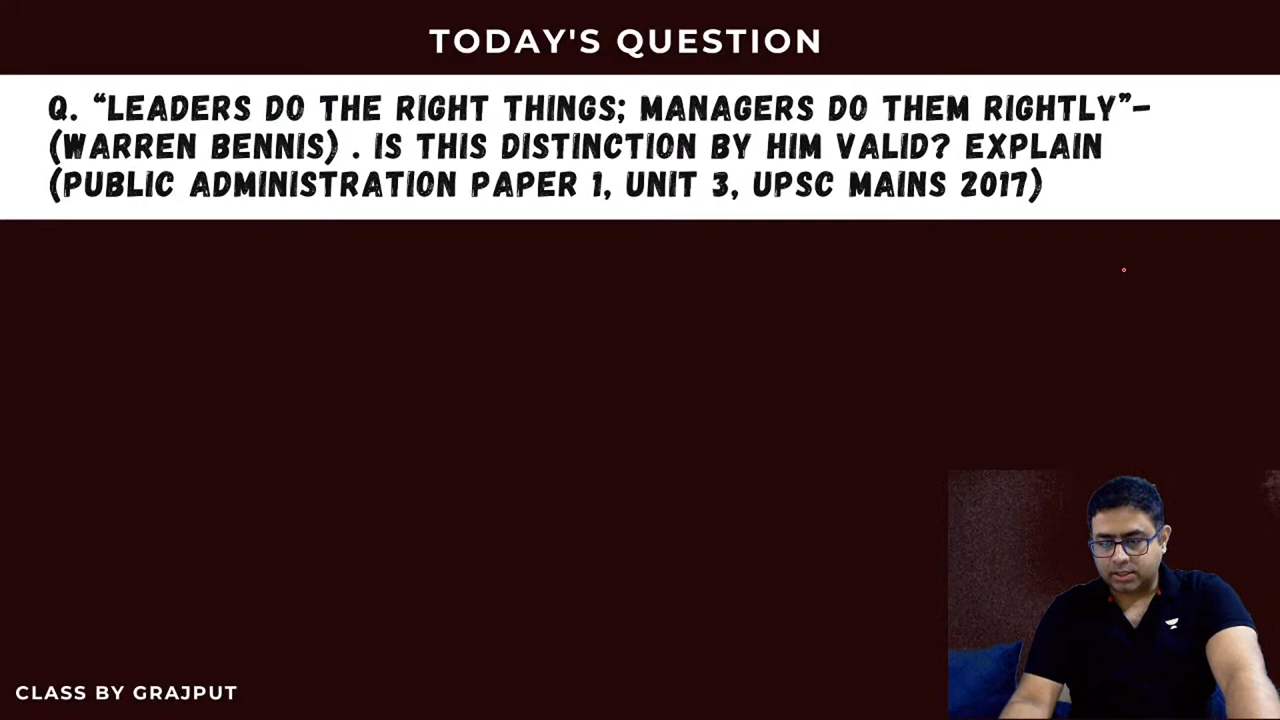 TODAY'S QUESTION
Q. “LEADERS DO THE RIGHT THINGS; MANAGERS DO THEM RIGHTLY”–
(WARREN BENNIS) . IS THIS DISTINCTION BY HIM VALID? EXPLAIN
(PUBLIC ADMINISTRATION PAPER 1, UNIT 3, UPSC MAINS 2017)
CLASS BY GRAJPUT